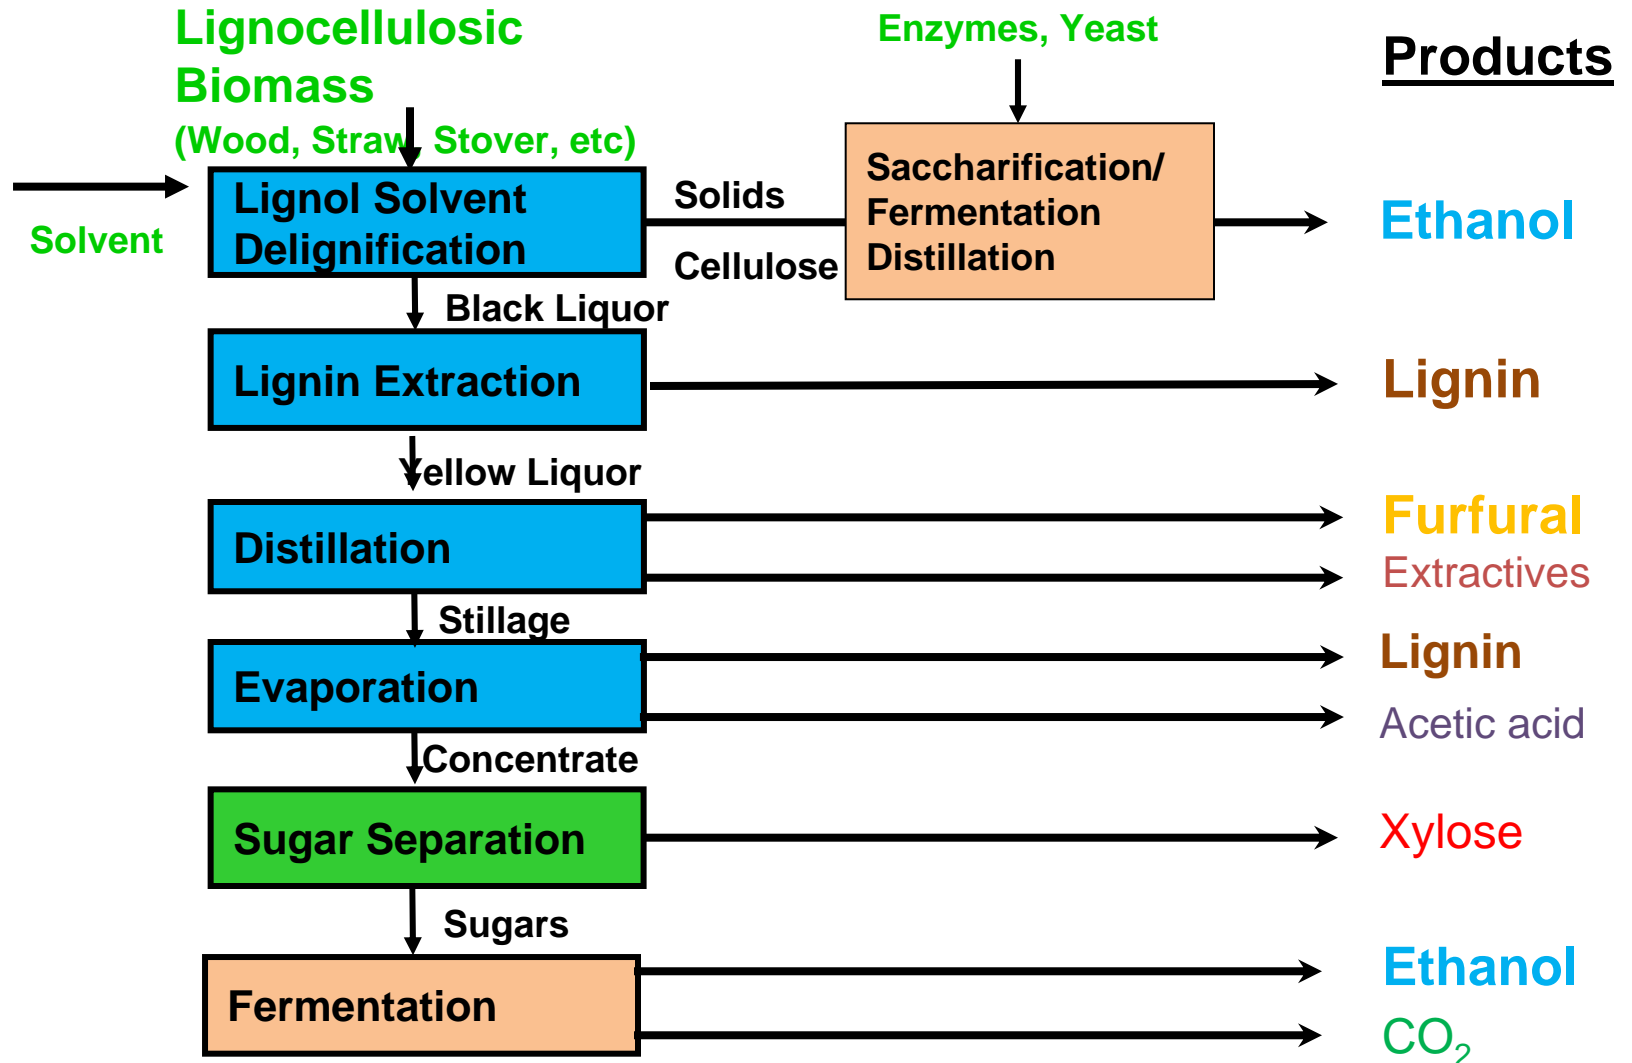 Lignocellulosic
Biomass
(Wood, Straw, Stover, etc)
Enzymes, Yeast
Products
Solvent
Lignol Solvent
Delignification
Solids
Cellulose
Saccharification/
Fermentation
Distillation
Ethanol
Black Liquor
Lignin Extraction
Lignin
Yellow Liquor
Distillation
Furfural
Extractives
Stillage
Evaporation
Lignin
Acetic acid
Concentrate
Sugar Separation
Xylose
Sugars
Fermentation
Ethanol
CO₂